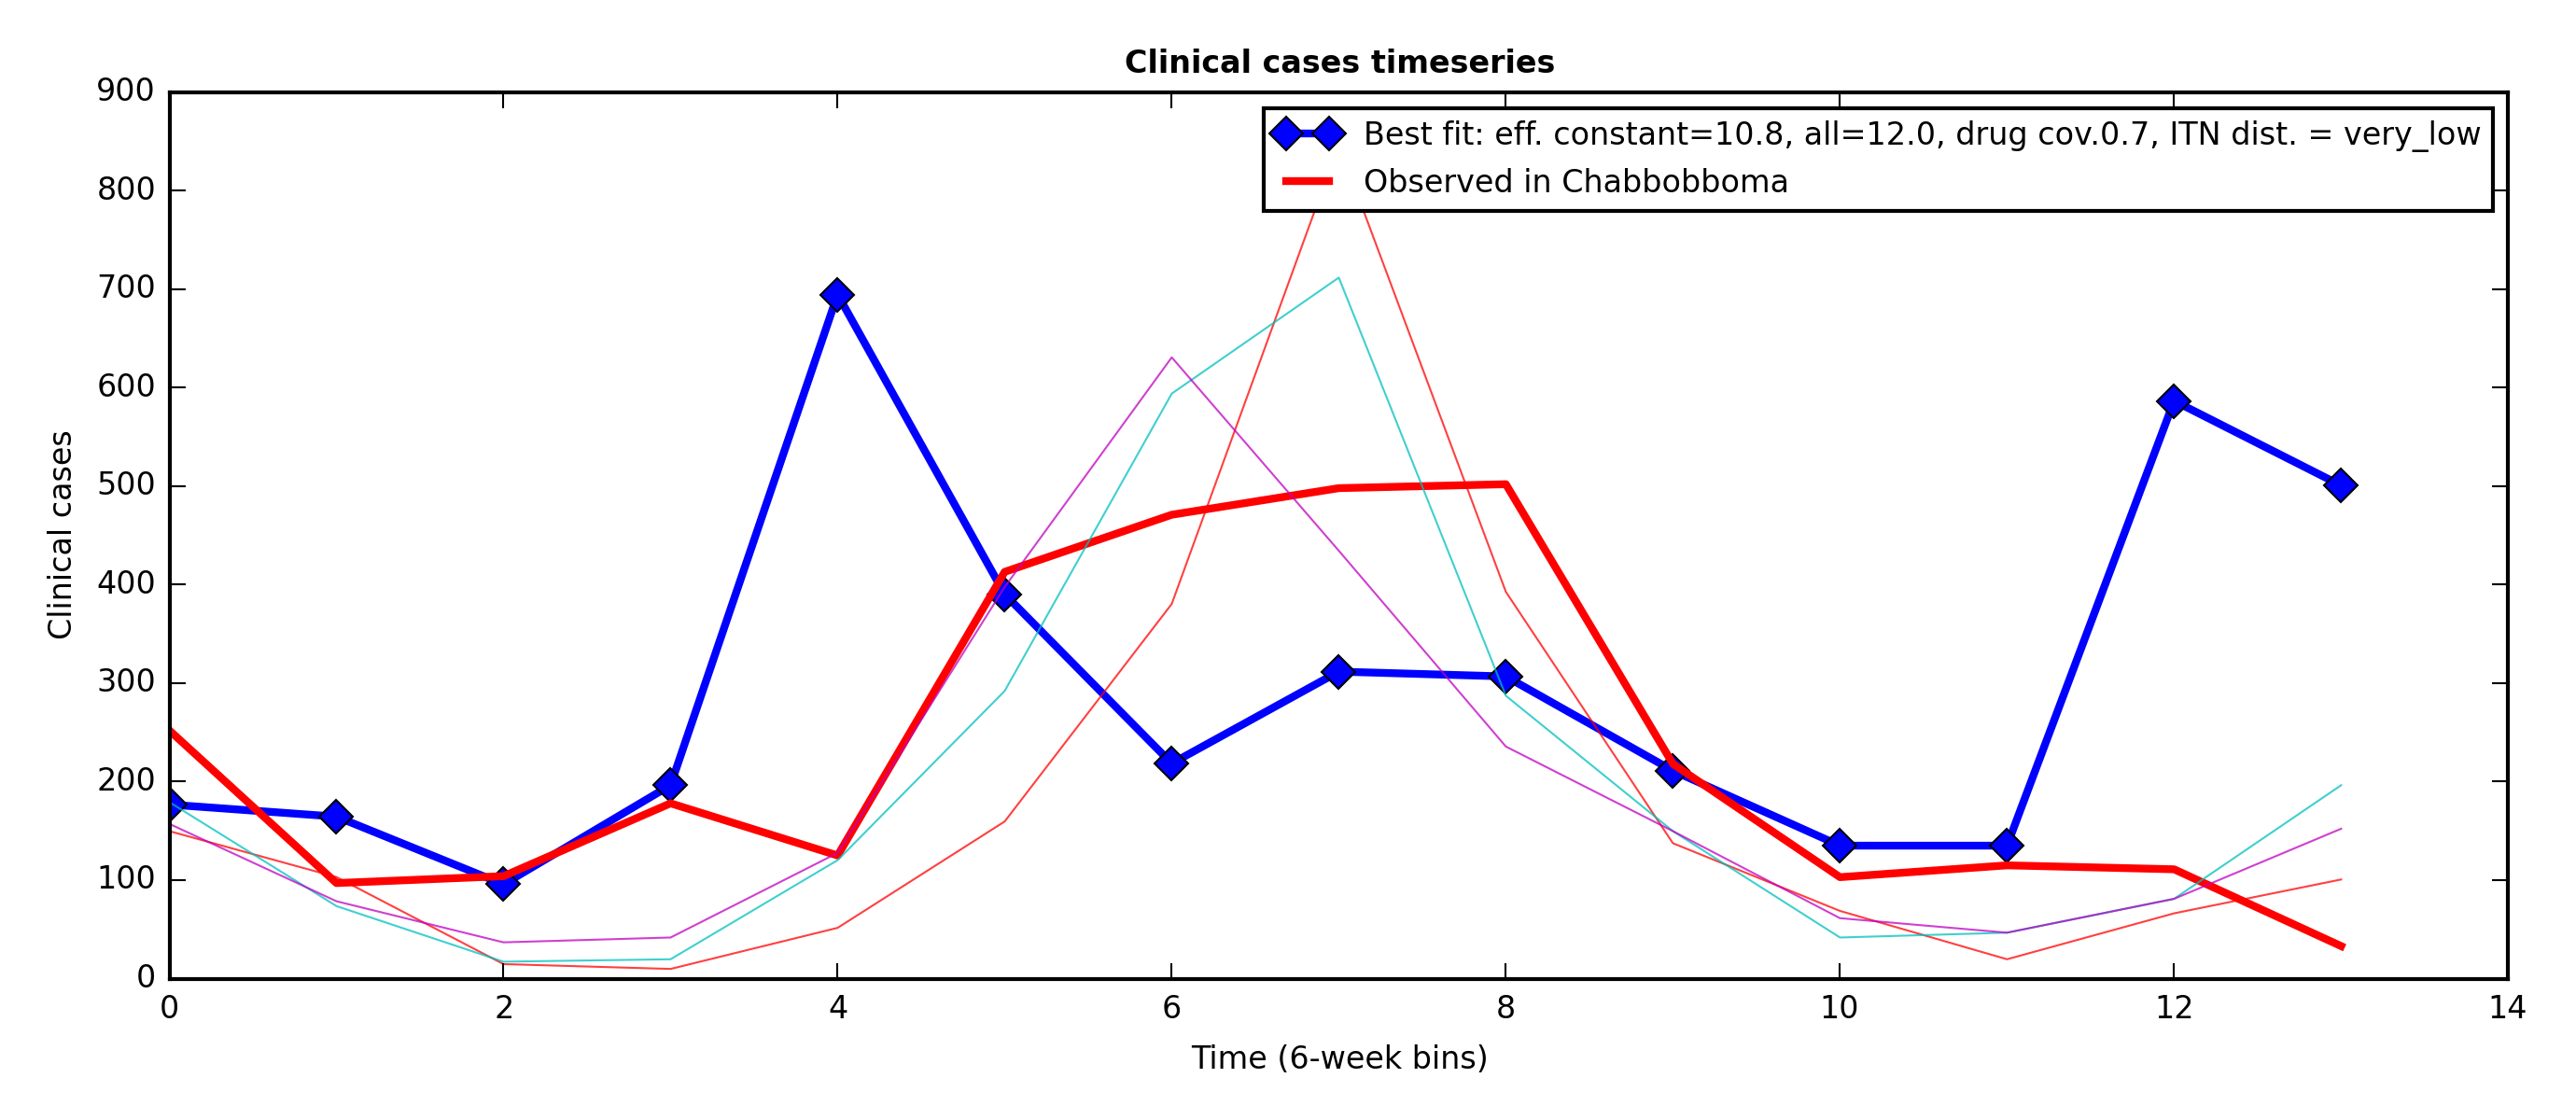 Clinical cases timeseries
900
800
700
600
500
400
300
200
100
0
Clinical cases
Best fit: eff. constant=10.8, all=12.0, drug cov.0.7, ITN dist. = very_low
Observed in Chabbobboma
0 2 4 6 8 10 12 14
Time (6-week bins)